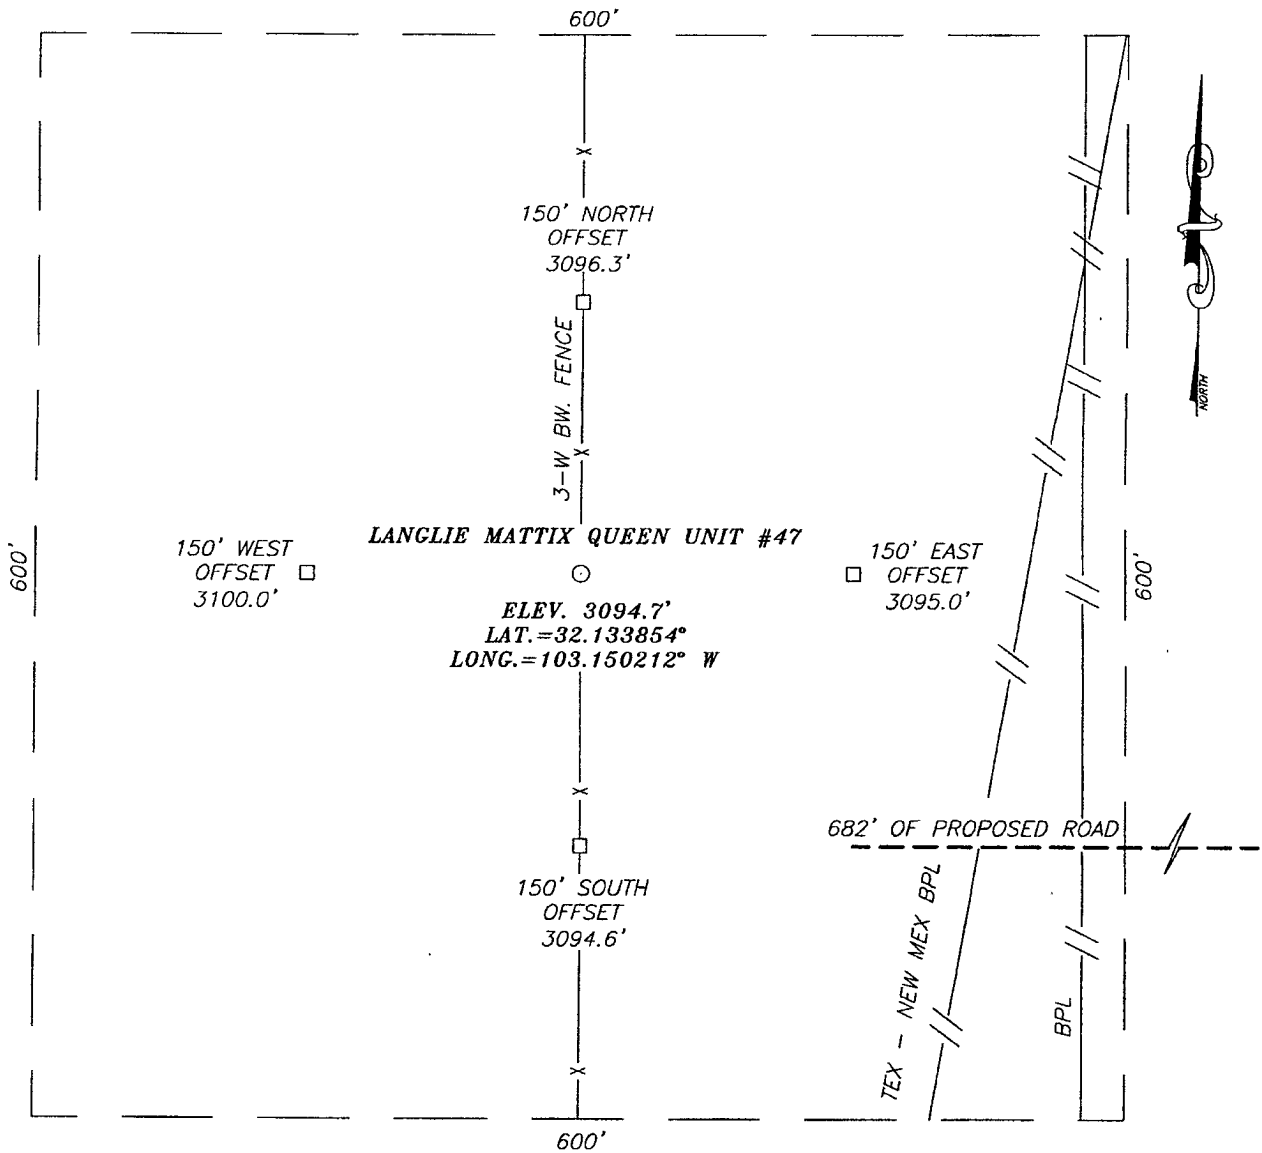 600'
150' NORTH
OFFSET
3096.3'
3-W BW. FENCE
NORTH
LANGLIE MATTIX QUEEN UNIT #47
600'
150' WEST
OFFSET
3100.0'
150' EAST
OFFSET
3095.0'
600'
ELEV. 3094.7'
LAT.=32.133854°
LONG.=103.150212° W
682' OF PROPOSED ROAD
150' SOUTH
OFFSET
3094.6'
TEX - NEW MEX BPL
BPL
600'